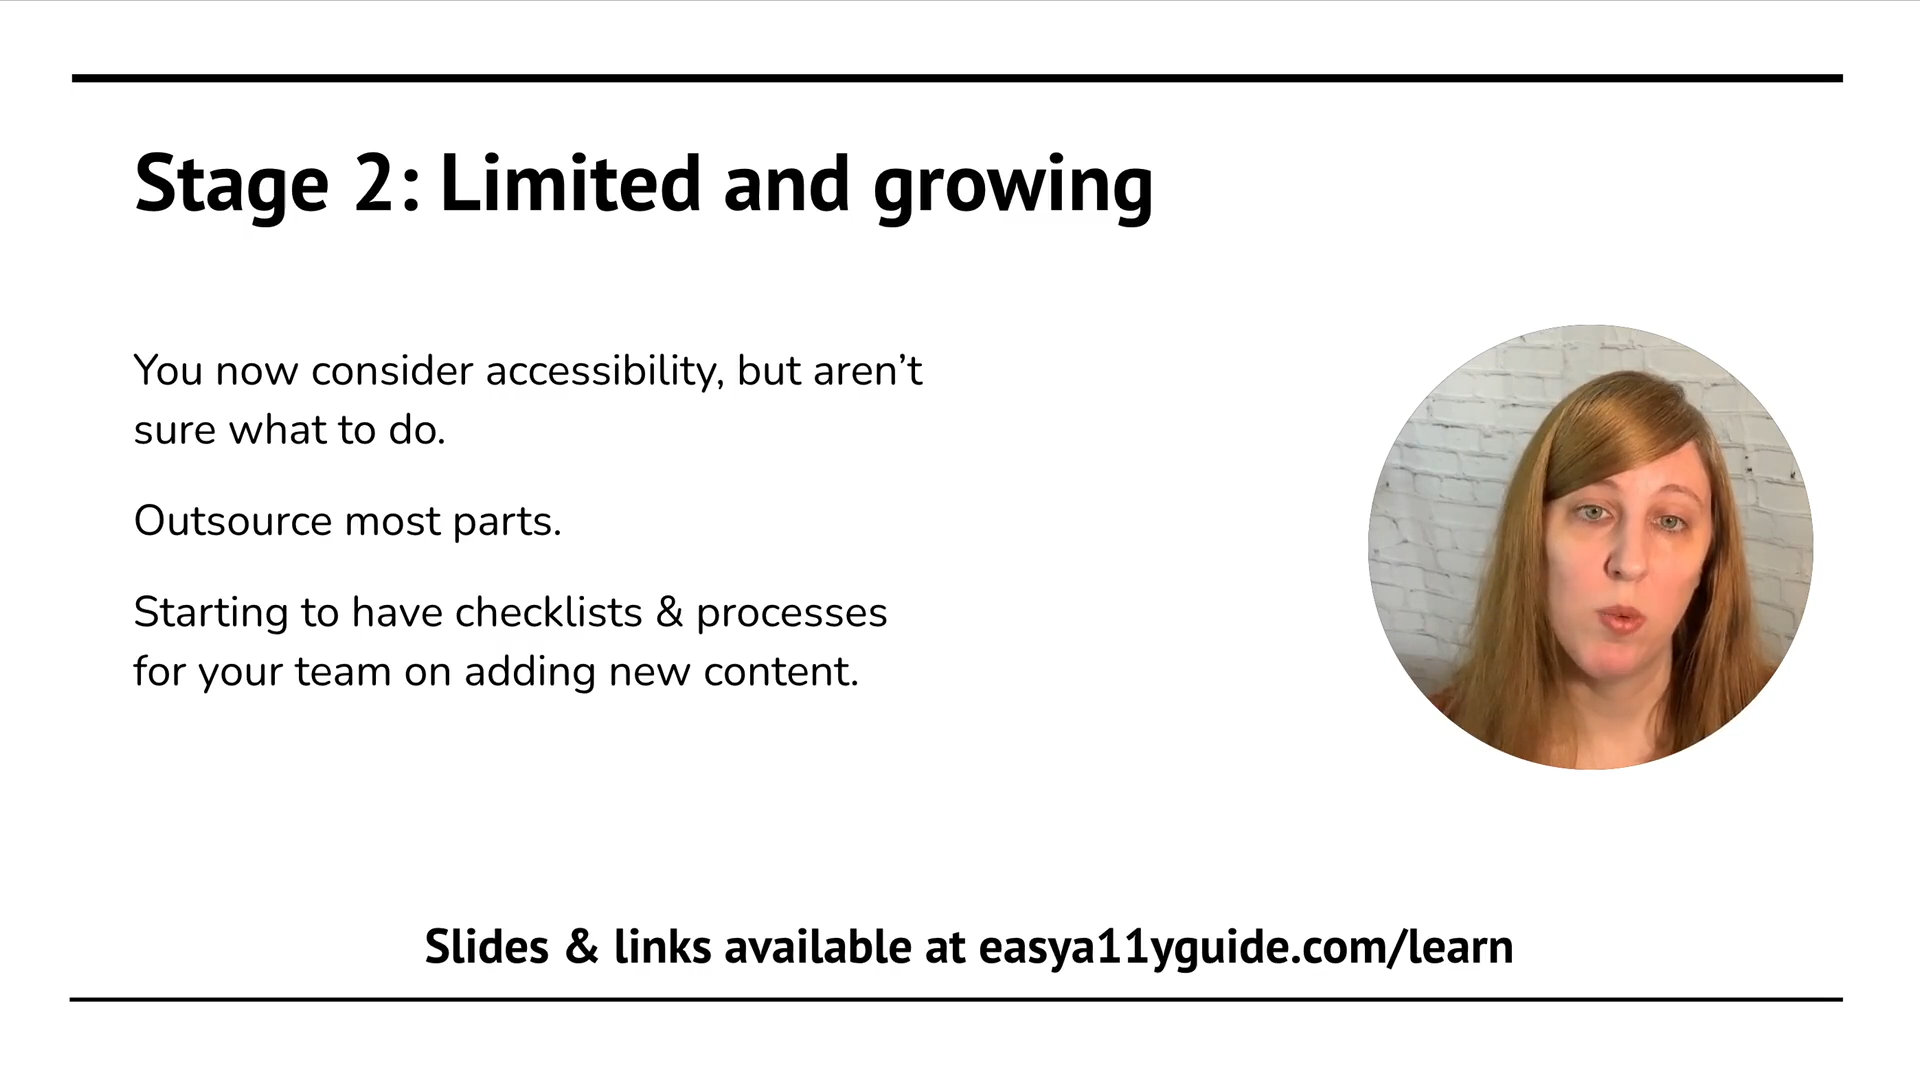 Stage 2: Limited and growing
You now consider accessibility, but aren’t
sure what to do.
Outsource most parts.
Starting to have checklists & processes
for your team on adding new content.
Slides & links available at easya11yguide.com/learn